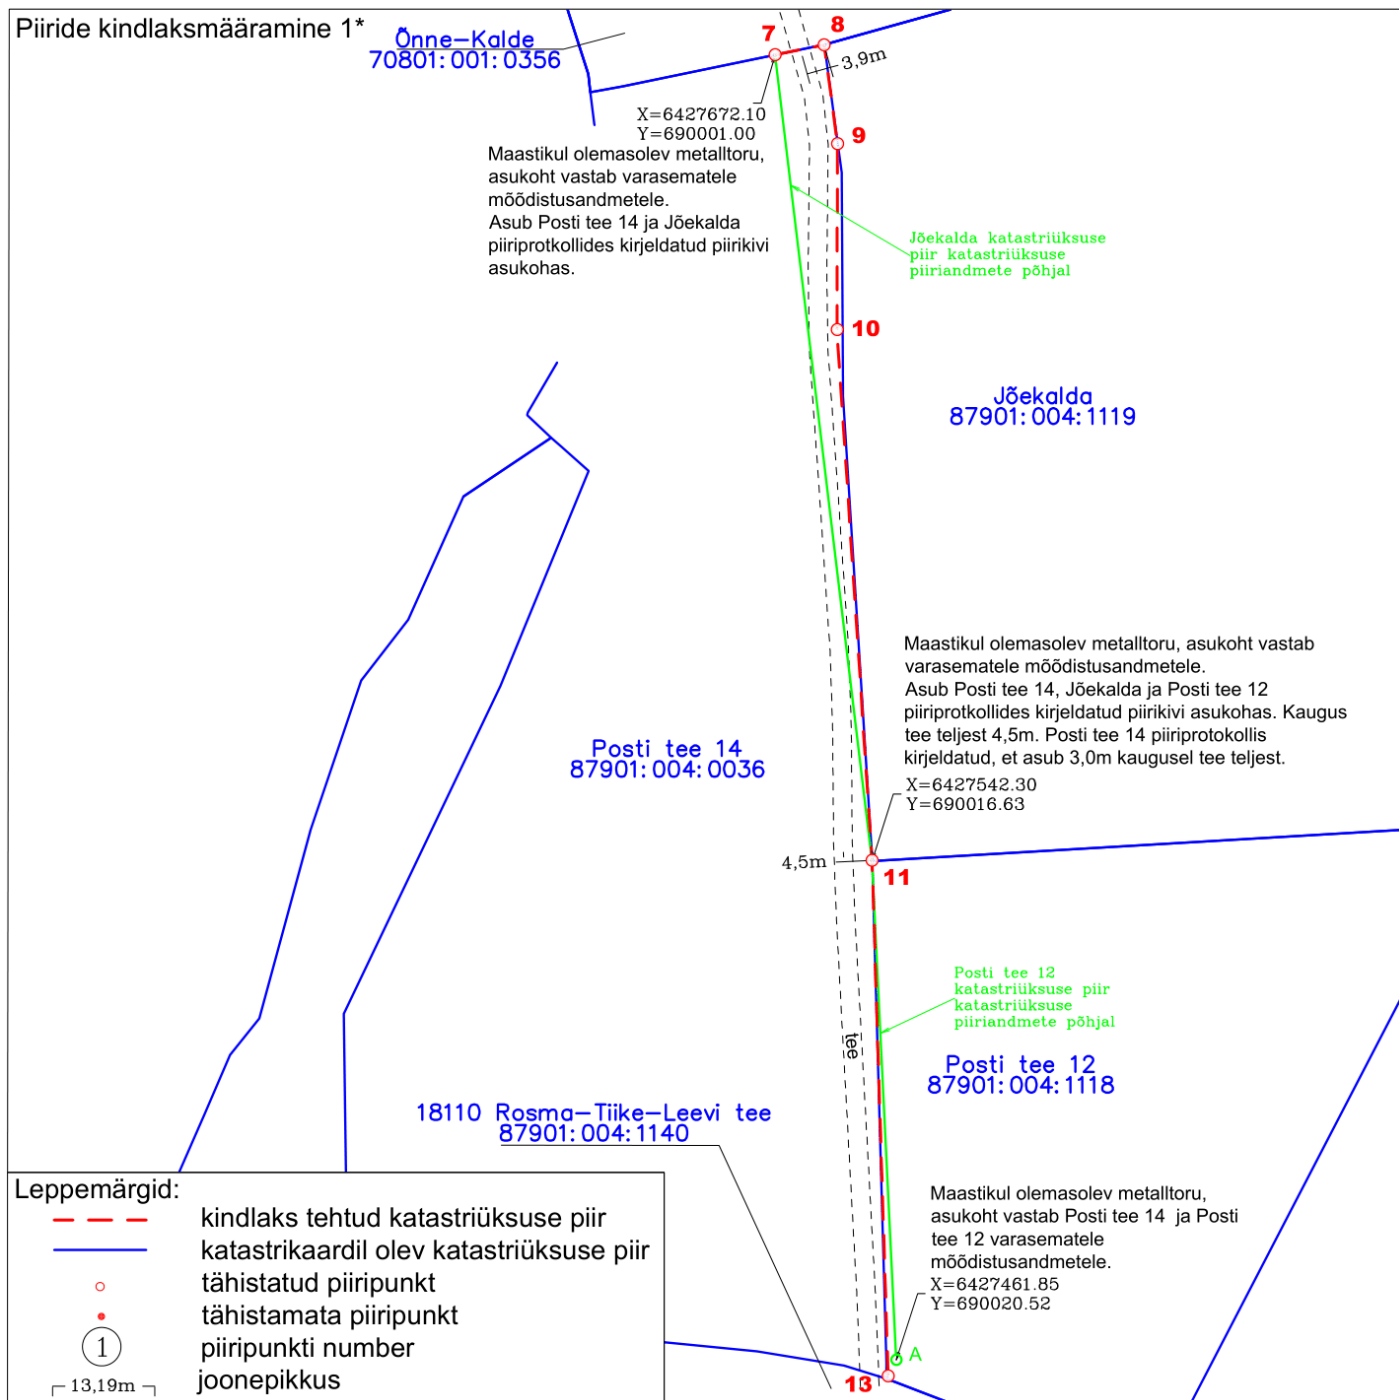 Piiride kindlaksmääramine 1*
Õnne-Kalde
70801:001:0356
7
8
3,9m
X=6427672.10
Y=690001.00
9
Maastikul olemasolev metalltoru,
asukoht vastab varasematele
mõõdistusandmetele.
Asub Posti tee 14 ja Jõekalda
piiriprotkollides kirjeldatud piirikivi
asukohas.
Jõekalda katastriüksuse
piir katastriüksuse
piiriandmete põhjal
10
Jõekalda
87901:004:1119
Maastikul olemasolev metalltoru, asukoht vastab
varasematele mõõdistusandmetele.
Asub Posti tee 14, Jõekalda ja Posti tee 12
piiriprotkollides kirjeldatud piirikivi asukohas. Kaugus
tee teljest 4,5m. Posti tee 14 piiriprotokollis
kirjeldatud, et asub 3,0m kaugusel tee teljest.
X=6427542.30
Y=690016.63
Posti tee 14
87901:004:0036
4,5m
11
Posti tee 12
katastriüksuse piir
katastriüksuse
piiriandmete põhjal
tee
Posti tee 12
87901:004:1118
18110 Rosma-Tiike-Leevi tee
87901:004:1140
Maastikul olemasolev metalltoru,
asukoht vastab Posti tee 14 ja Posti
tee 12 varasematele
mõõdistusandmetele.
X=6427461.85
Y=690020.52
A
13
Leppemärgid:
kindlaks tehtud katastriüksuse piir
katastrikaardil olev katastriüksuse piir
tähistatud piiripunkt
tähistamata piiripunkt
1 piiripunkti number
13,19m joonepikkus